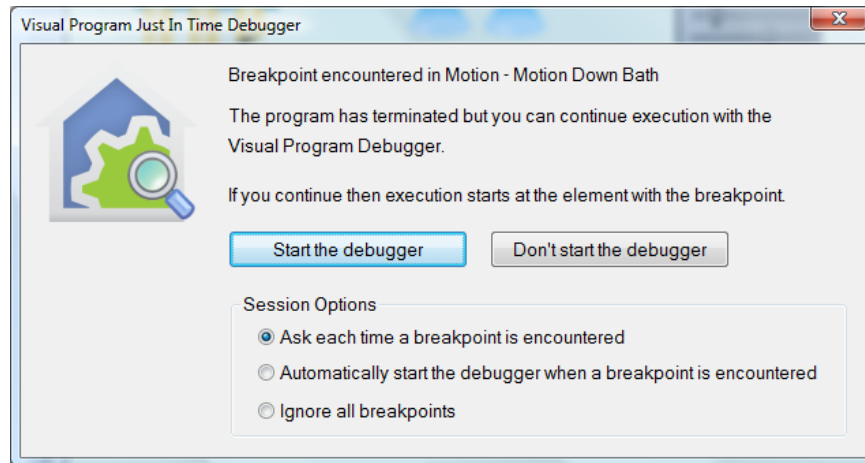 Visual Program Just In Time Debugger
Breakpoint encountered in Motion - Motion Down Bath
The program has terminated but you can continue execution with the
Visual Program Debugger.
If you continue then execution starts at the element with the breakpoint.
Start the debugger
Don't start the debugger
Session Options
Ask each time a breakpoint is encountered
Automatically start the debugger when a breakpoint is encountered
Ignore all breakpoints